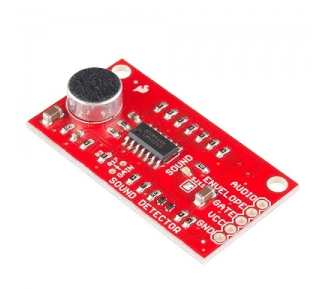 SOUND
AUDIO
ENVELOPE
GATE
VCC
GND
SOUND DETECTOR